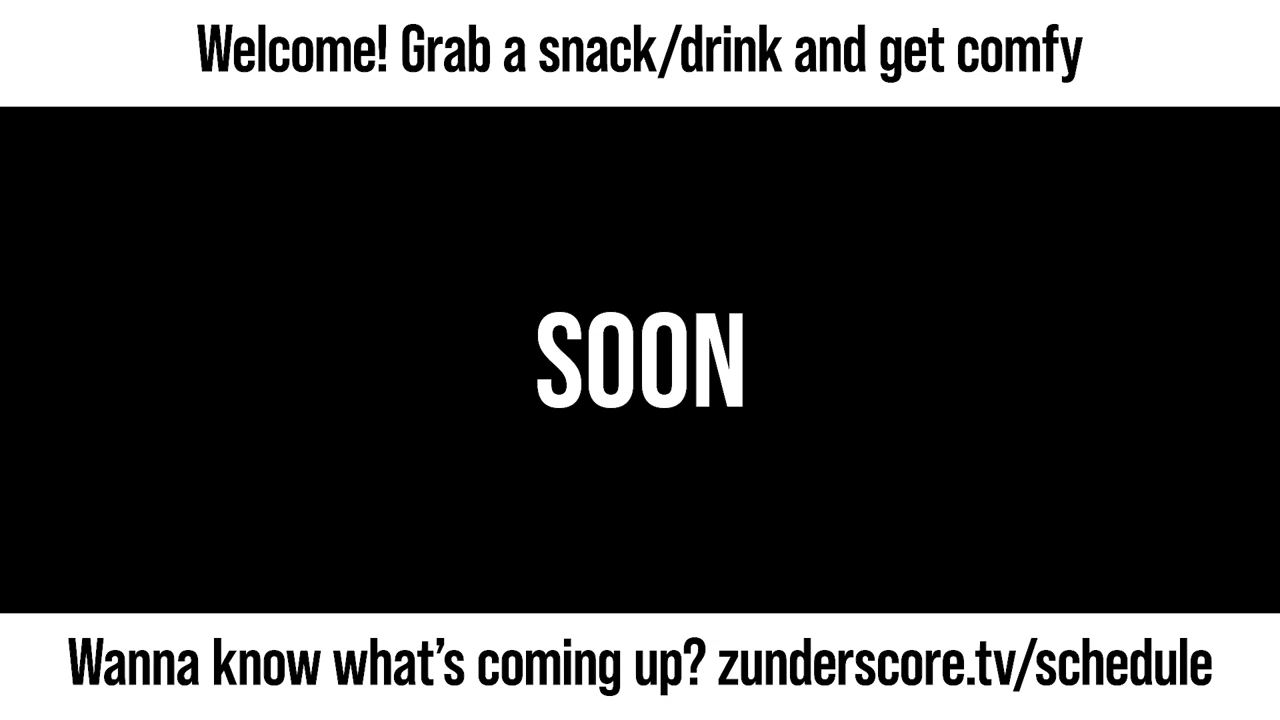 Welcome! Grab a snack/drink and get comfy
SOON
Wanna know what's coming up? zunderscore.tv/schedule